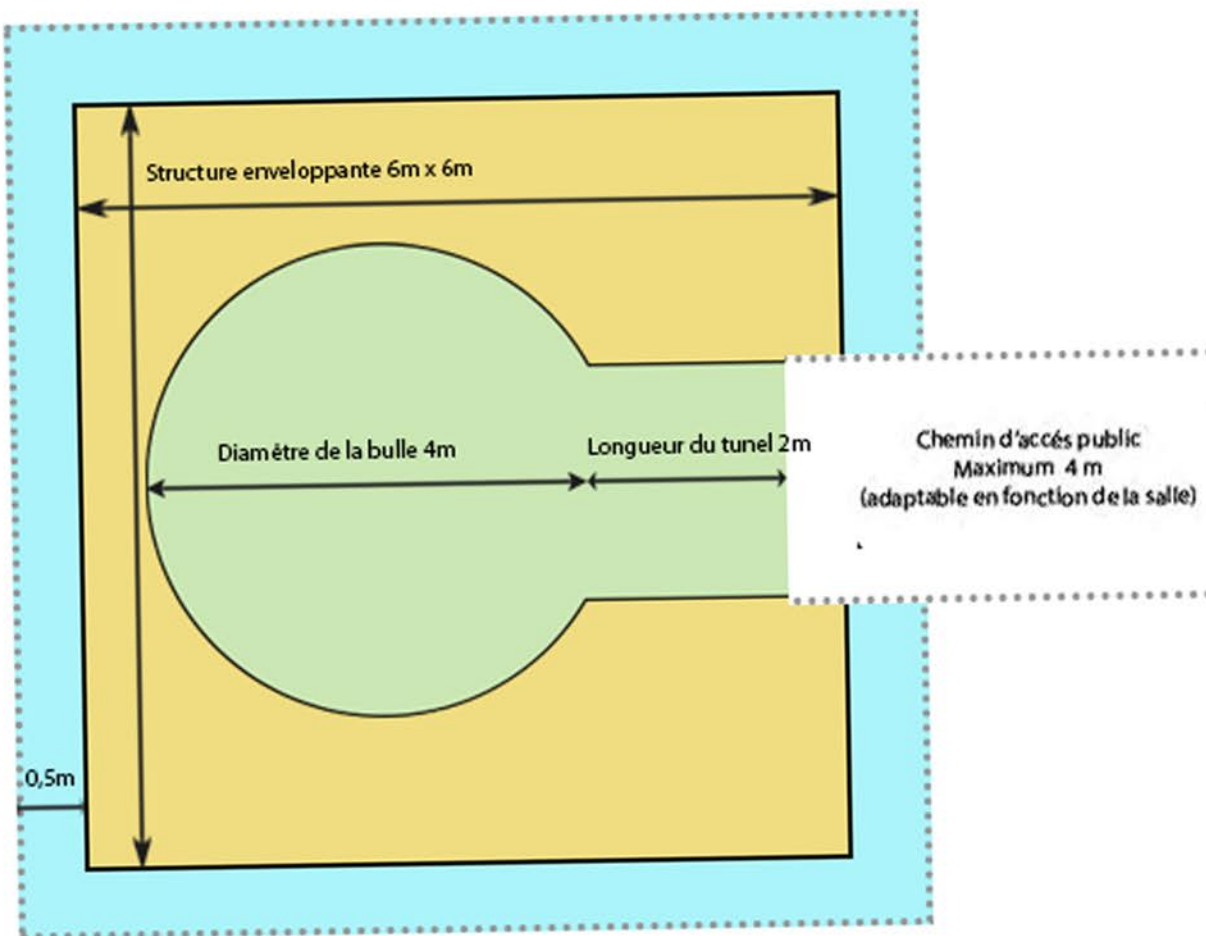 Structure enveloppante 6m x 6m
Diamêtre de la bulle 4m
Longueur du tunel 2m
Chemin d'accés public
Maximum 4 m
(adaptable en fonction de la salle)
0,5m